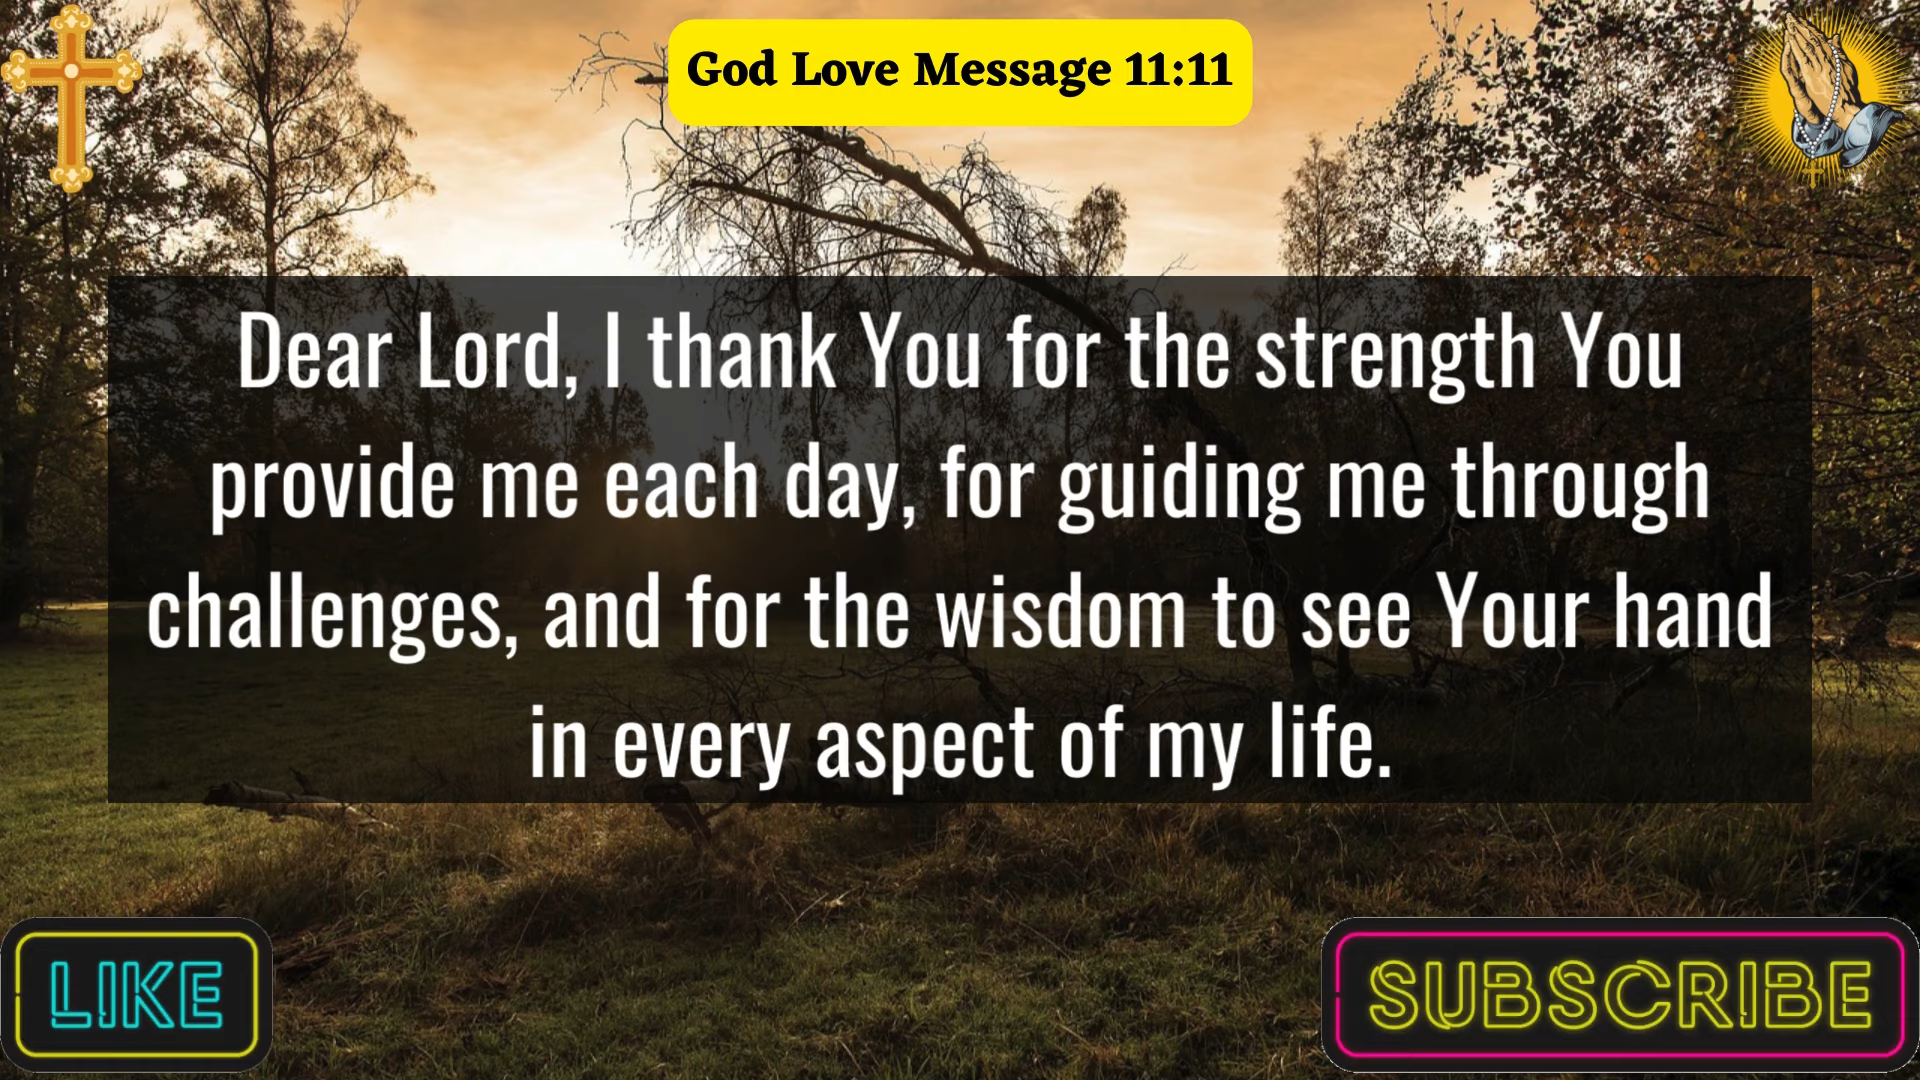 God Love Message 11:11
Dear Lord, I thank You for the strength You
provide me each day, for guiding me through
challenges, and for the wisdom to see Your hand
in every aspect of my life.
LIKE
SUBSCRIBE